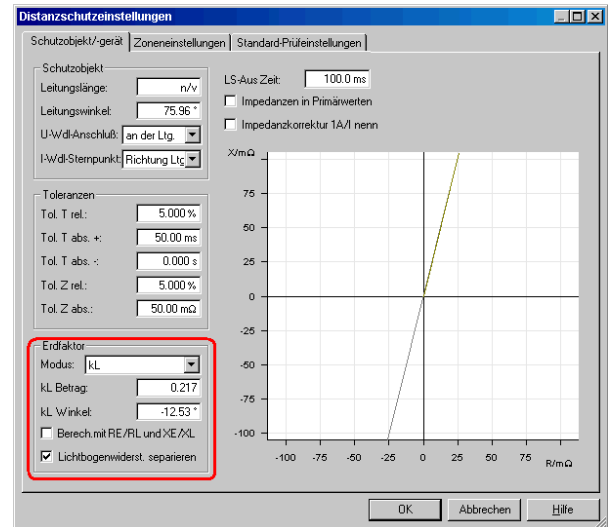 Distanzschutzeinstellungen
Schutzobjekt/-gerät Zoneneinstellungen Standard-Prüfeinstellungen
Schutzobjekt
Leitungslänge: n/v
Leitungswinkel: 75.96 °
U-Wdl-Anschluß: an der Ltg.
I-Wdl-Sternpunkt: Richtung Ltg
Toleranzen
Tol. T rel.: 5.000 %
Tol. T abs. +: 50.00 ms
Tol. T abs. -: 0.000 s
Tol. Z rel.: 5.000 %
Tol. Z abs.: 50.00 mΩ
Erdfaktor
Modus: kL
kL Betrag: 0.217
kL Winkel: -12.53 °
Berech.mit RE/RL und XE/XL
Lichtbogenwiderst. separieren
LS-Aus Zeit: 100.0 ms
Impedanzen in Primärwerten
Impedanzkorrektur 1A/I nenn
X/mΩ
75
50
25
0
-25
-50
-75
-100
-100 -75 -50 -25 0 25 50 75 R/mΩ
OK Abbrechen Hilfe